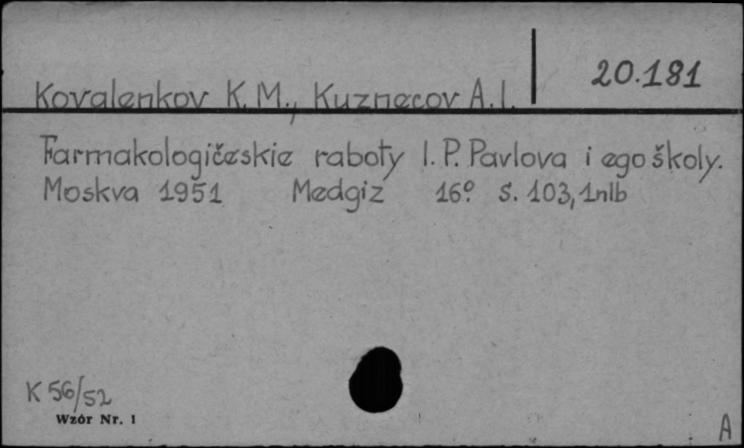 20.181
Kovalenkov K.M., Kuznecov A.I.
Farmakologičeskie raboty I.P. Pavlova i ego školy.
Moskva 1951 Medgiz 16º s. 103,1nlb
K 56/52
Wzór Nr. 1
A